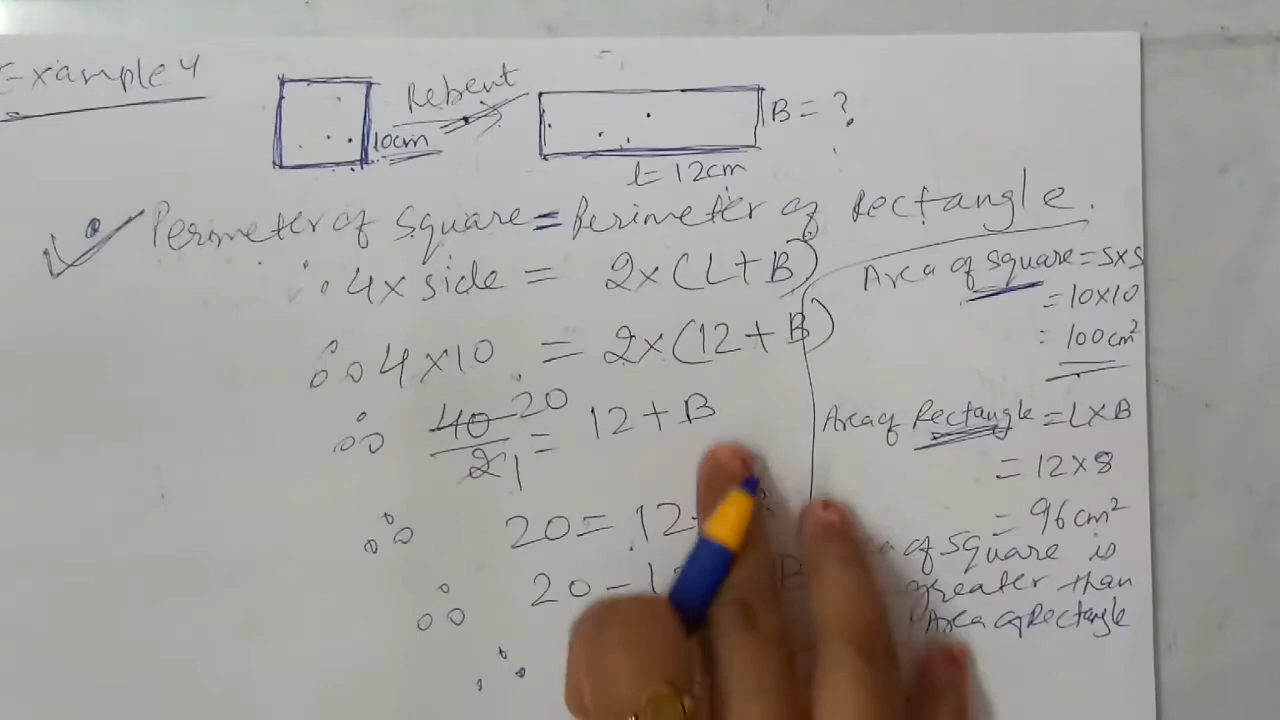 Example 4
Rebent
10cm
B = ?
L = 12cm
Perimeter of square = Perimeter of Rectangle.
∴ 4 x side = 2 x (L + B)
∴ 4 x 10 = 2 x (12 + B)
∴ 40/2 20 1 = 12 + B
∴ 20 = 12
∴ 20 - 1 B
∴
Area of square = S x S
= 10 x 10
= 100 cm²
Area of Rectangle = L x B
= 12 x 8
= 96 cm²
of Square is
greater than
Area of Rectangle